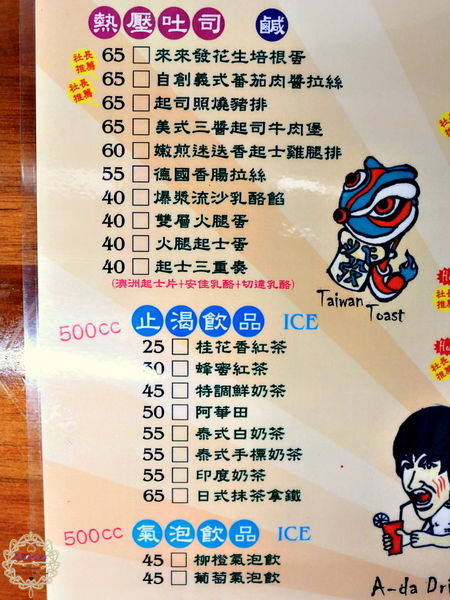 熱壓吐司 鹹
65 來來發花生培根蛋
社長推薦
65 自創義式蕃茄肉醬拉絲
社長推薦
65 起司照燒豬排
65 美式三醬起司牛肉堡
60 嫩煎迷迭香起士雞腿排
55 德國香腸拉絲
40 爆漿流沙乳酪餡
40 雙層火腿蛋
40 火腿起士蛋
40 起士三重奏
(澳洲起士片+安佳乳酪+切達乳酪)
Taiwan Toast
500cc 止渴飲品 ICE
25 桂花香紅茶
30 蜂蜜紅茶
45 特調鮮奶茶
50 阿華田
55 泰式白奶茶
55 泰式手標奶茶
55 印度奶茶
65 日式抹茶拿鐵
500cc 氣泡飲品 ICE
45 柳橙氣泡飲
45 葡萄氣泡飲
A-da Dri